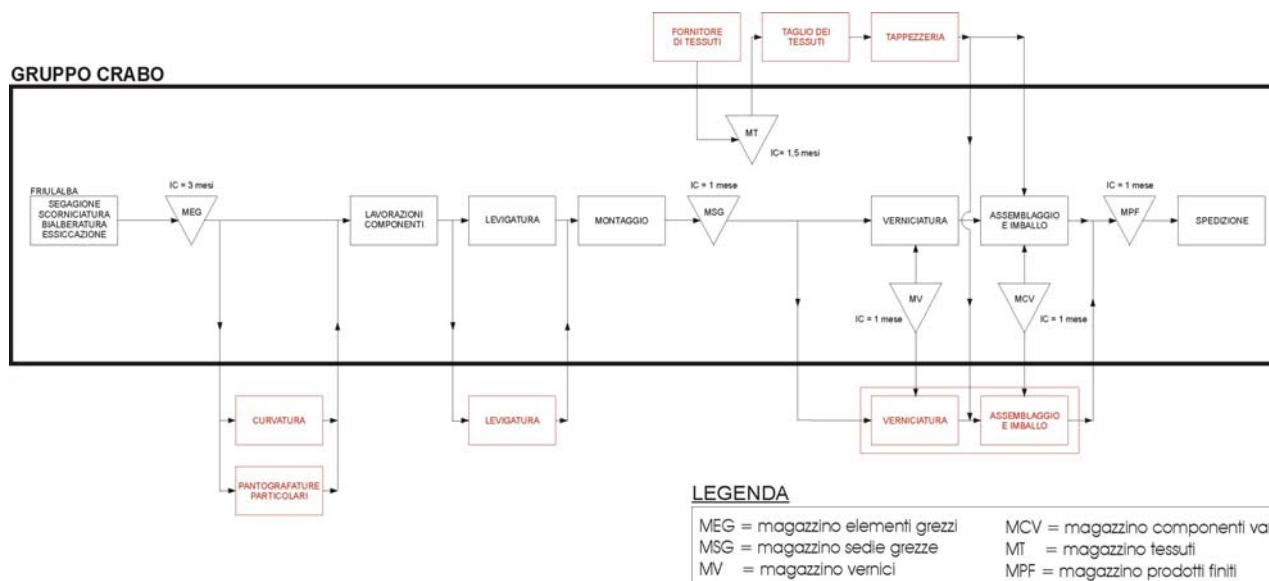 FORNITORE
DI TESSUTI
TAGLIO DEI
TESSUTI
TAPPEZZERIA
GRUPPO CRABO
MT
IC= 1,5 mesi
FRIULALBA
SEGAGIONE
SCORNICIATURA
BIALBERATURA
ESSICCAZIONE
IC = 3 mesi
MEG
LAVORAZIONI
COMPONENTI
LEVIGATURA
MONTAGGIO
IC = 1 mese
MSG
VERNICIATURA
ASSEMBLAGGIO
E IMBALLO
IC = 1 mese
MPF
SPEDIZIONE
MV
IC = 1 mese
MCV
IC = 1 mese
CURVATURA
LEVIGATURA
VERNICIATURA
ASSEMBLAGGIO
E IMBALLO
PANTOGRAFATURE
PARTICOLARI
LEGENDA
MEG = magazzino elementi grezzi
MSG = magazzino sedie grezze
MV = magazzino vernici
MCV = magazzino componenti va
MT = magazzino tessuti
MPF = magazzino prodotti finiti